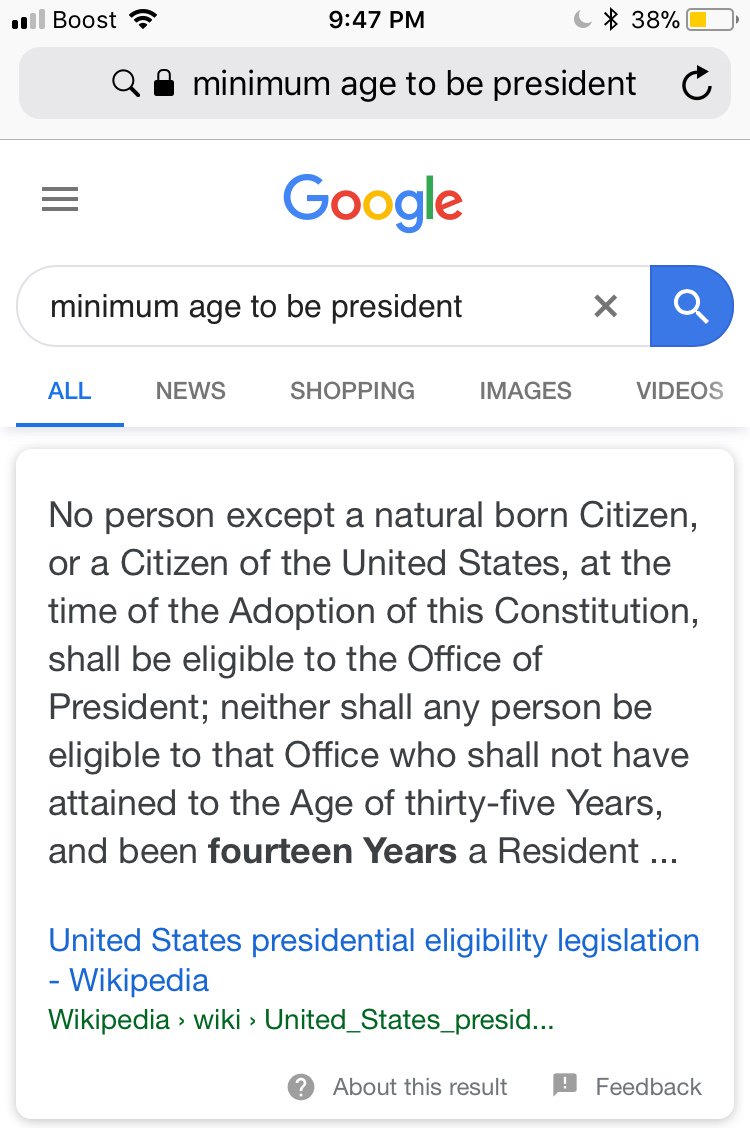 Boost 9:47 PM 38%
minimum age to be president
Google
minimum age to be president
ALL NEWS SHOPPING IMAGES VIDEOS
No person except a natural born Citizen,
or a Citizen of the United States, at the
time of the Adoption of this Constitution,
shall be eligible to the Office of
President; neither shall any person be
eligible to that Office who shall not have
attained to the Age of thirty-five Years,
and been fourteen Years a Resident ...
United States presidential eligibility legislation
- Wikipedia
Wikipedia › wiki › United_States_presid...
About this result Feedback